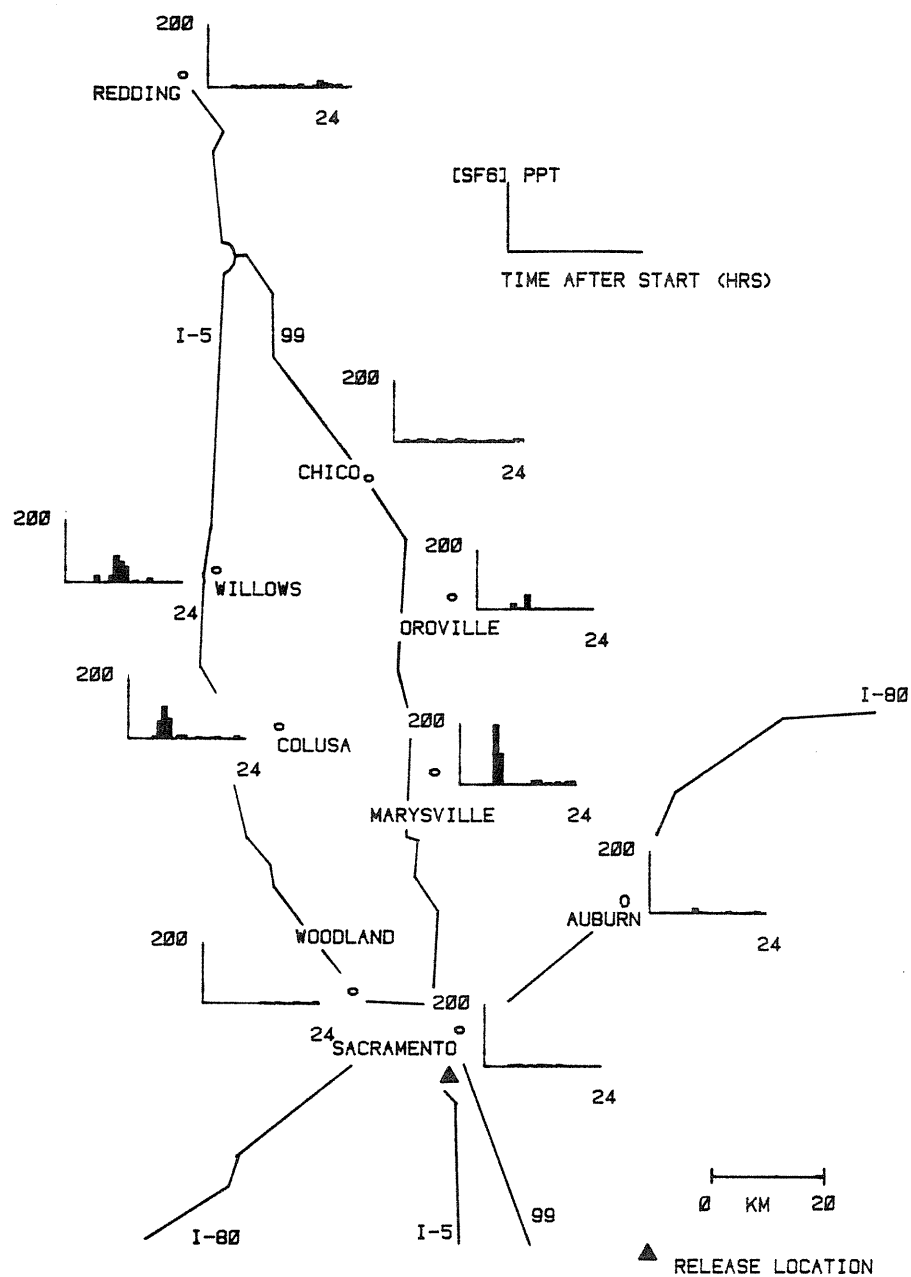 200
REDDING
24
[SF6] PPT
TIME AFTER START (HRS)
I-5
99
200
24
CHICO
200
WILLOWS
24
200
OROVILLE
24
200
COLUSA
24
200
MARYSVILLE
24
I-80
200
AUBURN
24
WOODLAND
200
24
200
SACRAMENTO
24
I-80
I-5
99
0 KM 20
RELEASE LOCATION